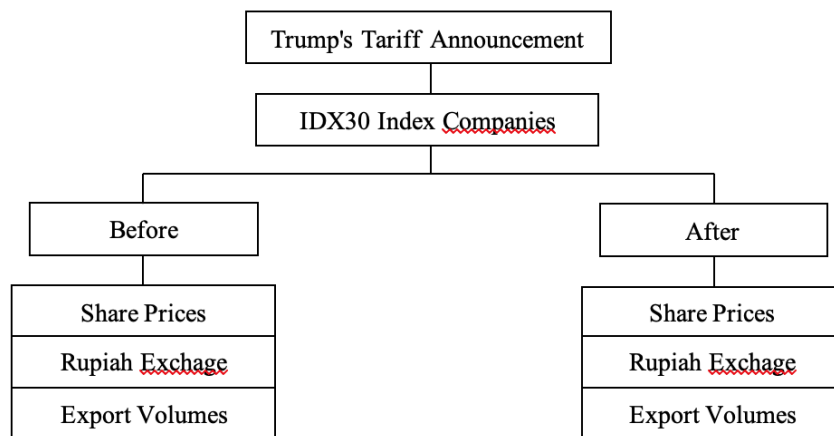 Trump's Tariff Announcement
IDX30 Index Companies
Before
After
Share Prices
Rupiah Exchage
Export Volumes
Share Prices
Rupiah Exchage
Export Volumes